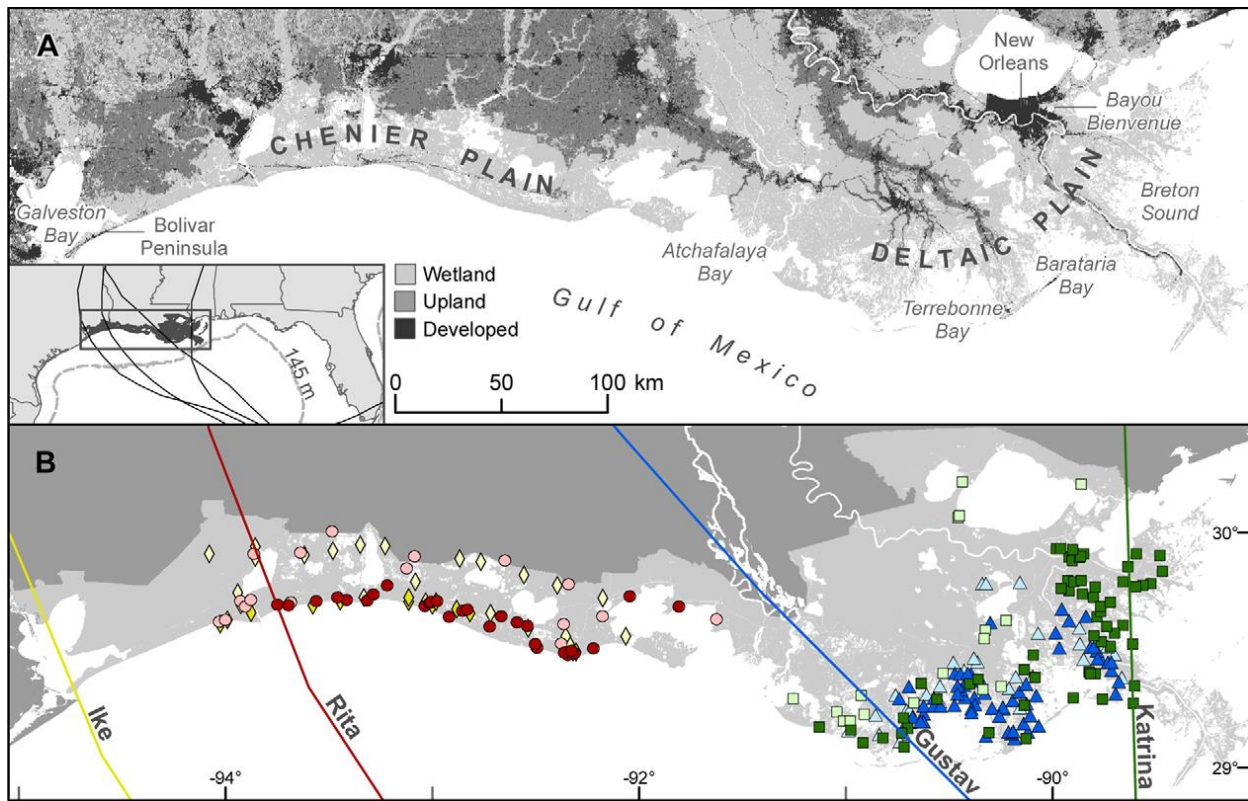 A
CHENIER PLAIN
New
Orleans
Bayou
Bienvenue
Galveston
Bay
Bolivar
Peninsula
Breton
Sound
Atchafalaya
Bay
DELTAIC PLAIN
Barataria
Bay
Terrebonne
Bay
Gulf of Mexico
145 m
Wetland
Upland
Developed
0 50 100 km
B
30°
Ike
Rita
Gustav
Katrina
-94° -92° -90°
29°